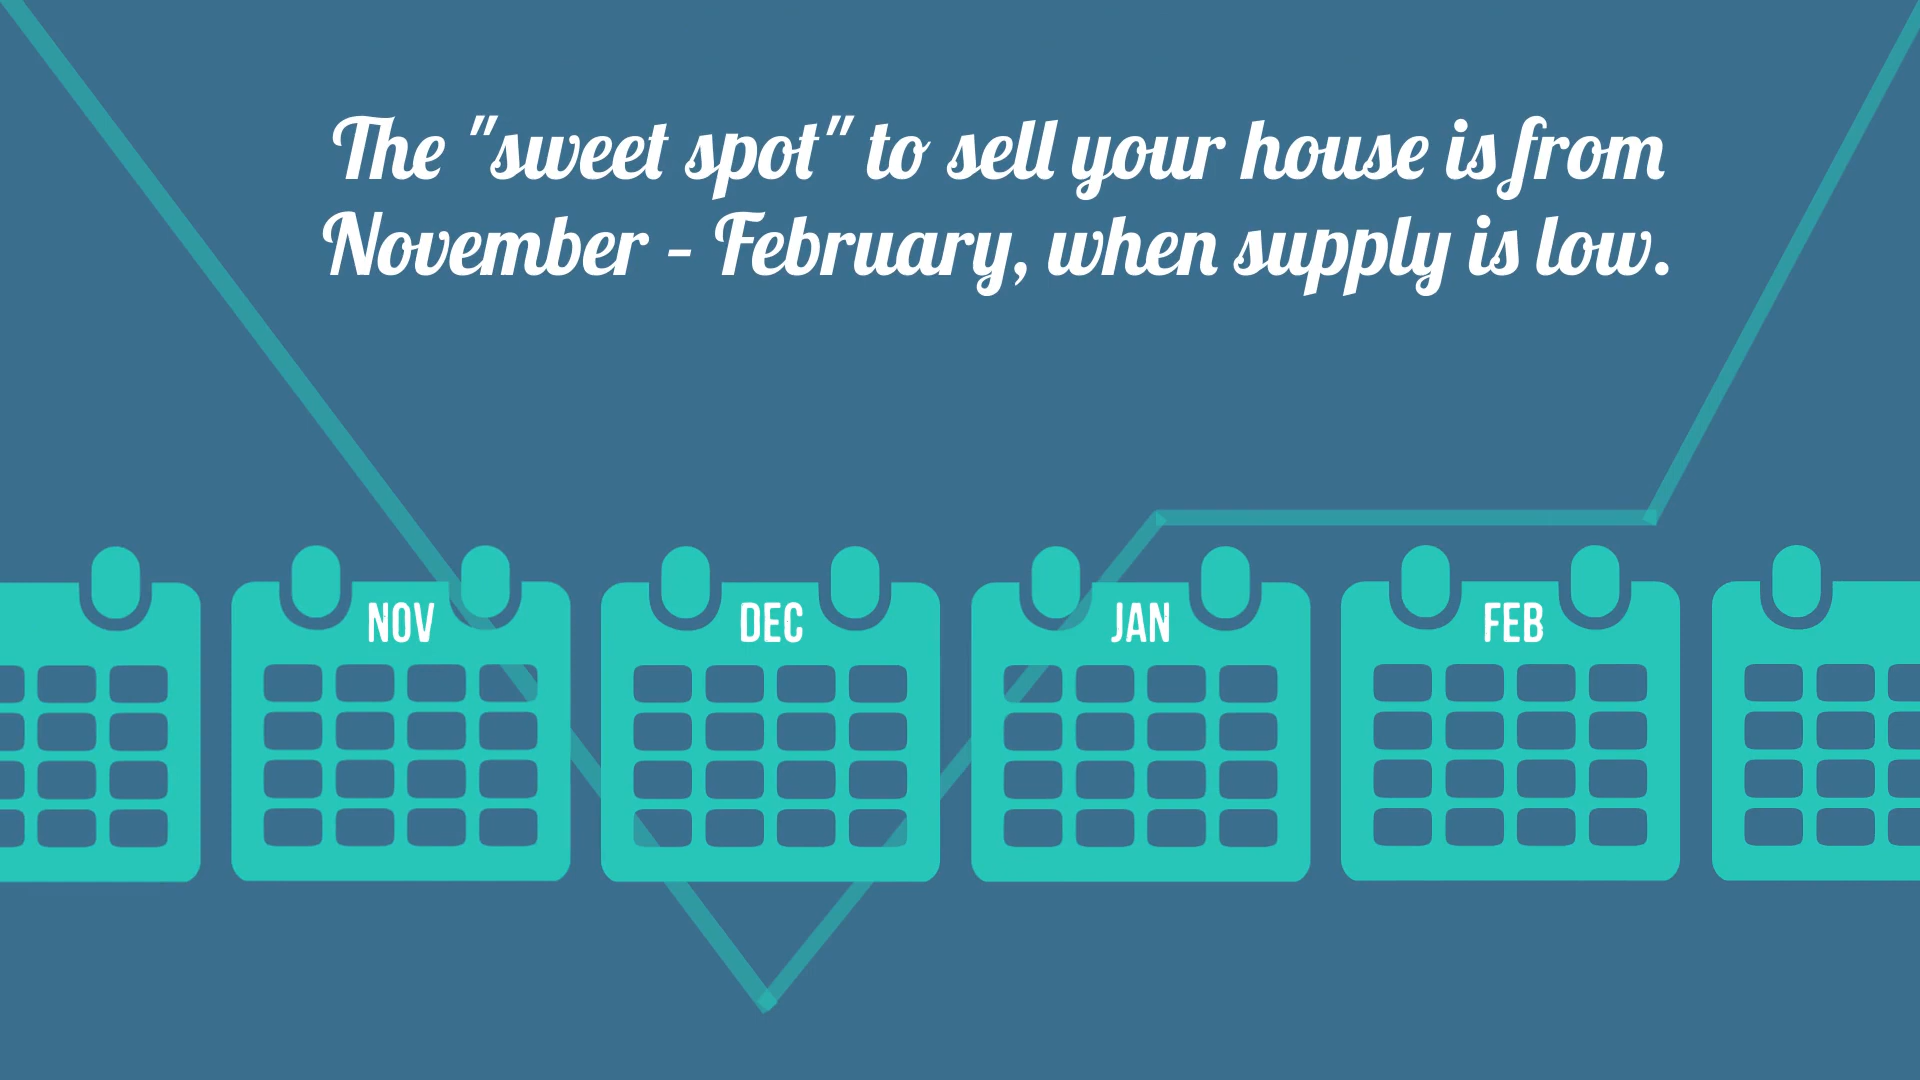 The "sweet spot" to sell your house is from
November - February, when supply is low.
NOV
DEC
JAN
FEB